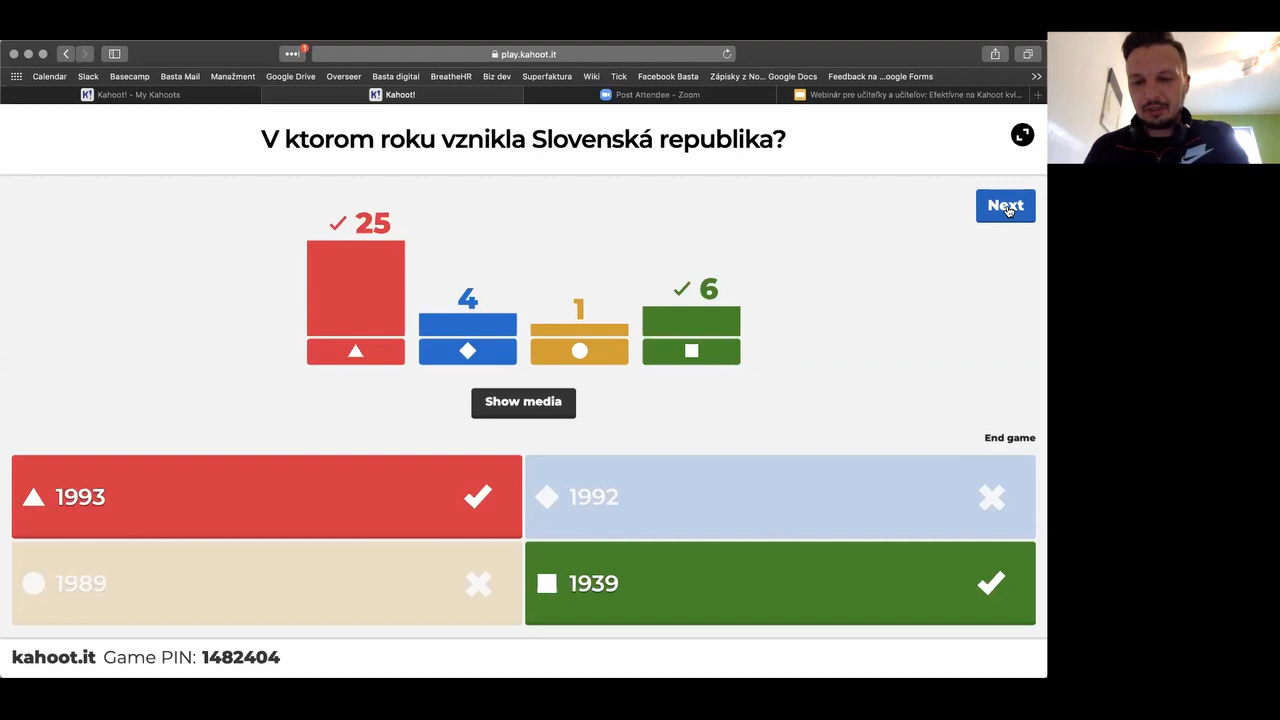 play.kahoot.it
1
Calendar Slack Basecamp Basta Mail Manažment Google Drive Overseer Basta digital BreatheHR Biz dev Superfaktura Wiki Tick Facebook Basta Zápisky z No... Google Docs Feedback na ...oogle Forms
K! Kahoot! - My Kahoots K! Kahoot! Post Attendee - Zoom Webinár pre učiteľky a učiteľov: Efektívne na Kahoot kví...
V ktorom roku vznikla Slovenská republika?
Next
25
4
1
6
Show media
End game
1993
1992
1989
1939
kahoot.it Game PIN: 1482404